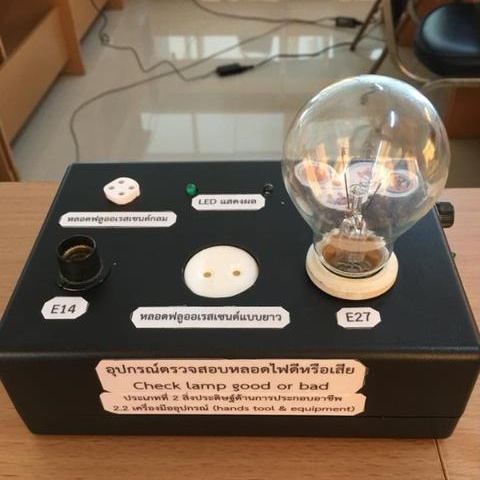 LED แสดงผล
หลอดฟลูออเรสเซนต์กลม
E14
หลอดฟลูออเรสเซนต์แบบยาว
E27
อุปกรณ์ตรวจสอบหลอดไฟดีหรือเสีย
Check lamp good or bad
ประเภทที่ 2 สิ่งประดิษฐ์ด้านการประกอบอาชีพ
2.2 เครื่องมืออุปกรณ์ (hands tool & equipment)